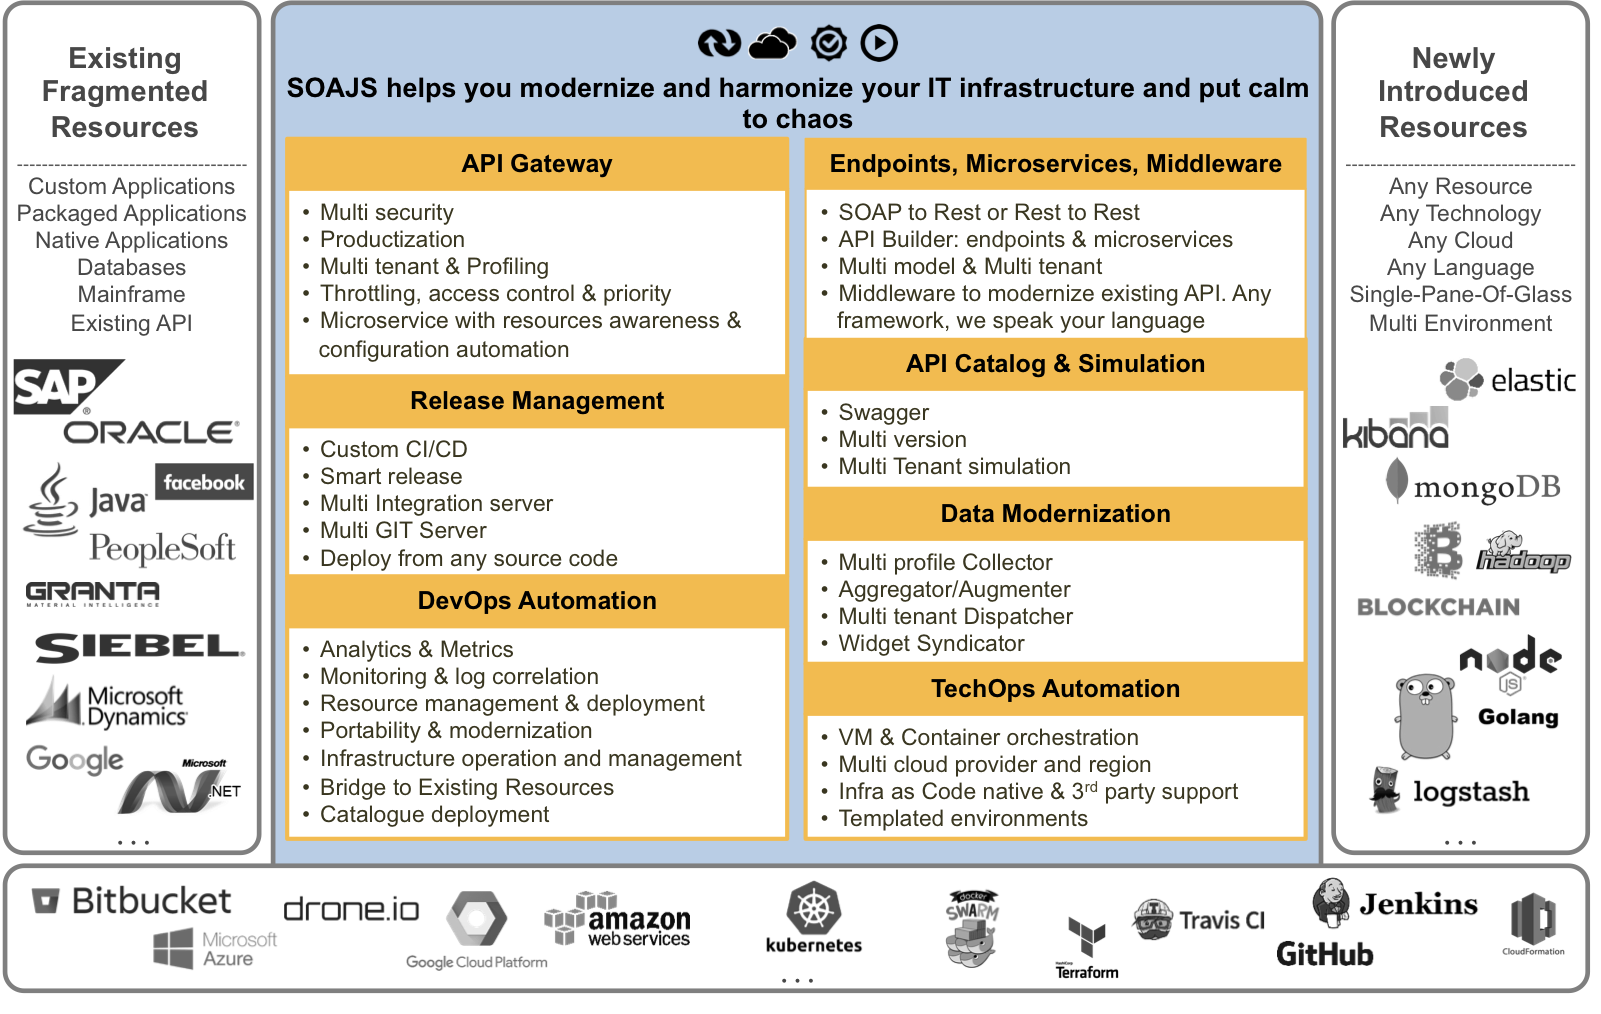 Existing
Fragmented
Resources
Custom Applications
Packaged Applications
Native Applications
Databases
Mainframe
Existing API
SAP
®
ORACLE®
Java
facebook
PeopleSoft
GRANTA
MATERIAL INTELLIGENCE
SIEBEL.
Microsoft
Dynamics
Google
Microsoft
.NET
...
SOAJS helps you modernize and harmonize your IT infrastructure and put calm
to chaos
API Gateway
• Multi security
• Productization
• Multi tenant & Profiling
• Throttling, access control & priority
• Microservice with resources awareness &
configuration automation
Release Management
• Custom CI/CD
• Smart release
• Multi Integration server
• Multi GIT Server
• Deploy from any source code
DevOps Automation
• Analytics & Metrics
• Monitoring & log correlation
• Resource management & deployment
• Portability & modernization
• Infrastructure operation and management
• Bridge to Existing Resources
• Catalogue deployment
Endpoints, Microservices, Middleware
• SOAP to Rest or Rest to Rest
• API Builder: endpoints & microservices
• Multi model & Multi tenant
• Middleware to modernize existing API. Any
framework, we speak your language
API Catalog & Simulation
• Swagger
• Multi version
• Multi Tenant simulation
Data Modernization
• Multi profile Collector
• Aggregator/Augmenter
• Multi tenant Dispatcher
• Widget Syndicator
TechOps Automation
• VM & Container orchestration
• Multi cloud provider and region
• Infra as Code native & 3rd party support
• Templated environments
Newly
Introduced
Resources
Any Resource
Any Technology
Any Cloud
Any Language
Single-Pane-Of-Glass
Multi Environment
elastic
kibana
mongoDB
hadoop
BLOCKCHAIN
node
JS
Golang
logstash
...
Bitbucket
Microsoft
Azure
drone.io
Google Cloud Platform
amazon
web services
kubernetes
docker
SWARM
HashiCorp
Terraform
Travis CI
Jenkins
GitHub
CloudFormation
...